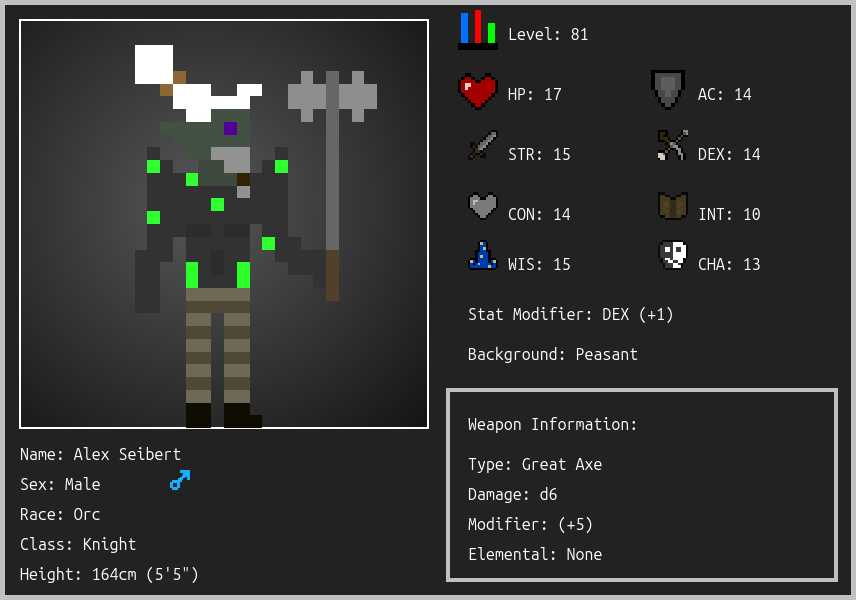 Level: 81
HP: 17
AC: 14
STR: 15
DEX: 14
CON: 14
INT: 10
WIS: 15
CHA: 13
Stat Modifier: DEX (+1)
Background: Peasant
Weapon Information:
Type: Great Axe
Damage: d6
Modifier: (+5)
Elemental: None
Name: Alex Seibert
Sex: Male
Race: Orc
Class: Knight
Height: 164cm (5'5")